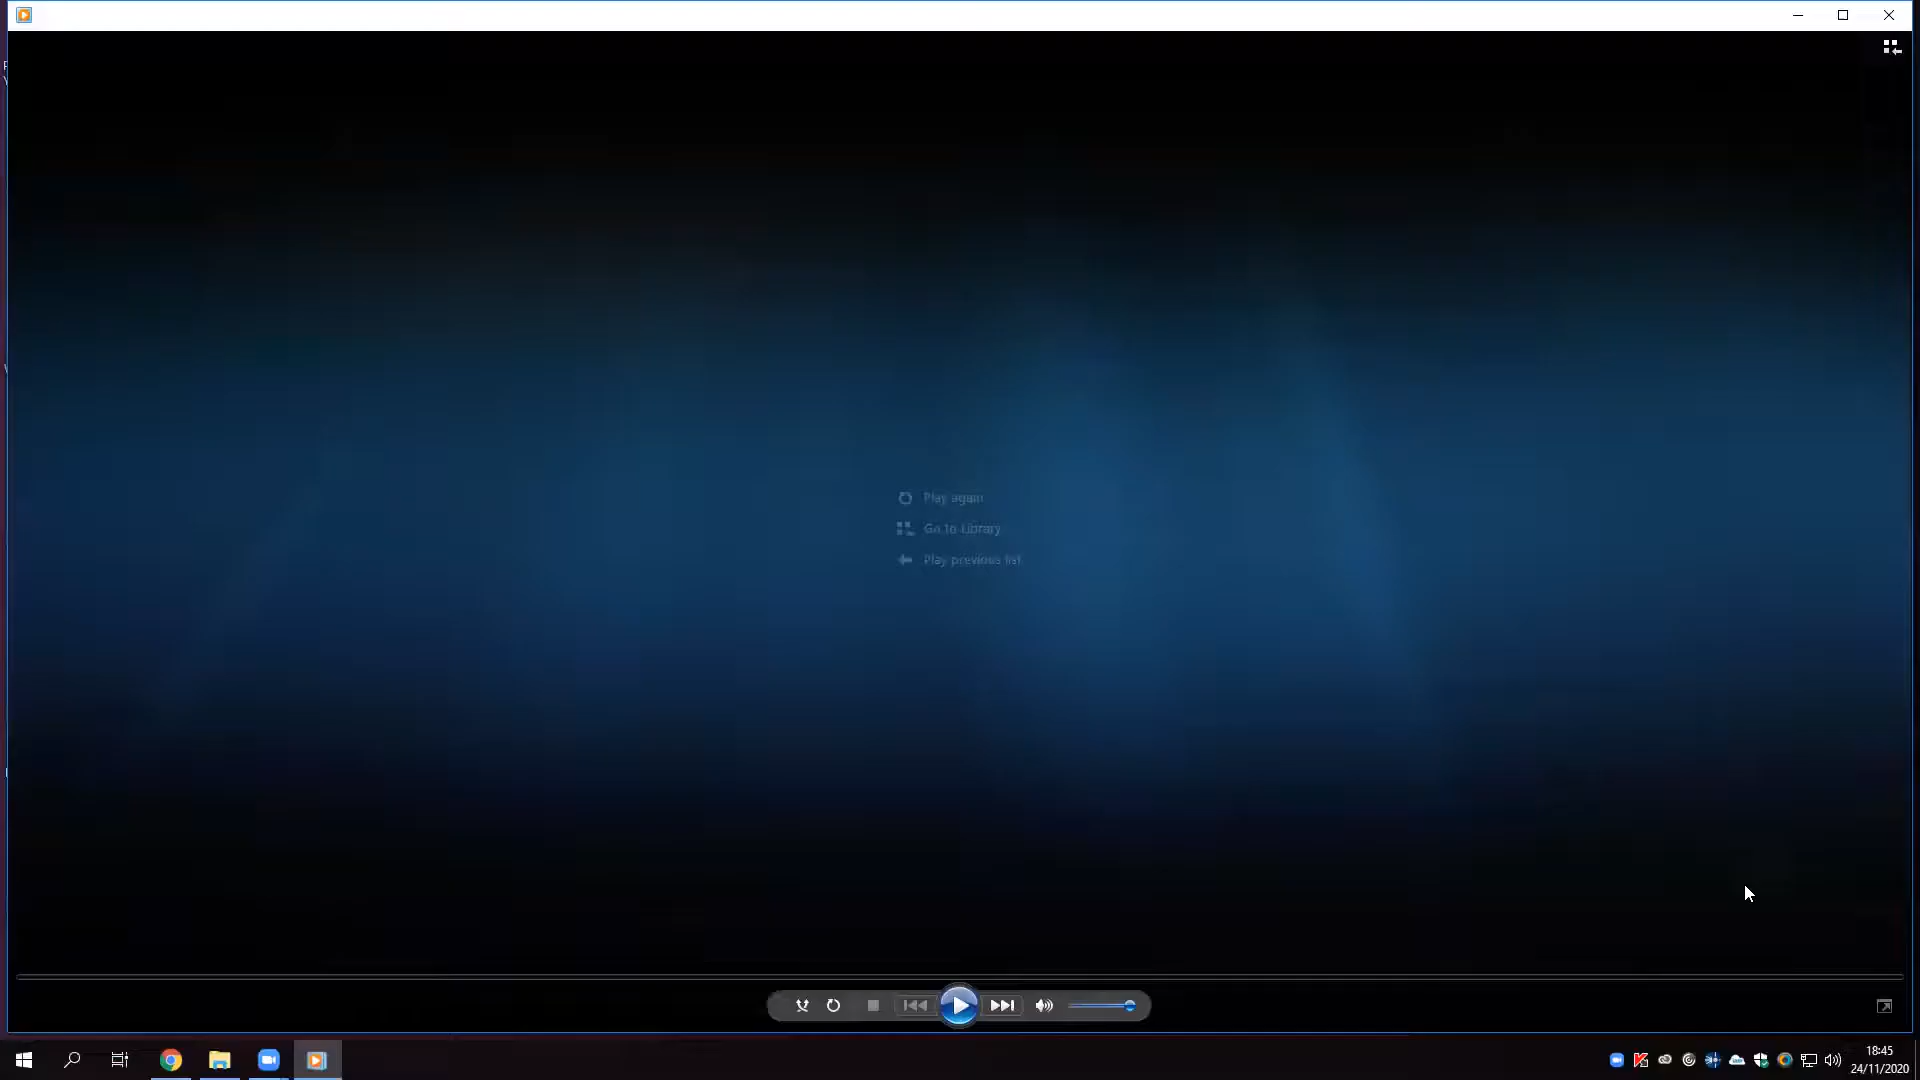 Play again
Go to Library
Play previous list
18:45
24/11/2020